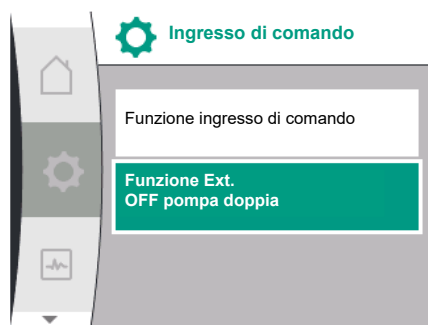 Ingresso di comando
Funzione ingresso di comando
Funzione Ext.
OFF pompa doppia